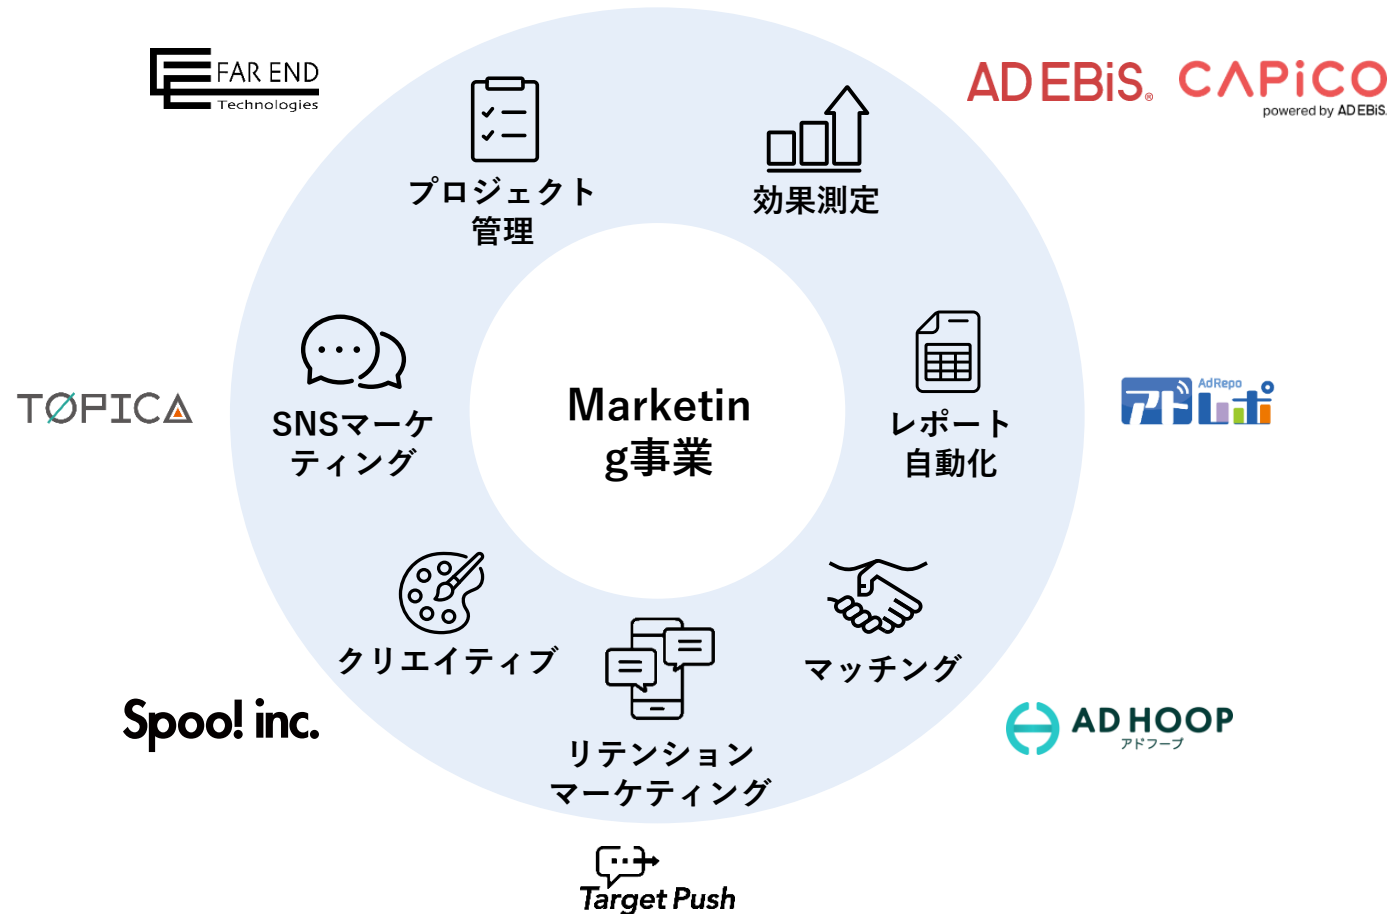 FAR END
Technologies
AD EBiS®
CAPiCO
powered by AD EBiS.
プロジェクト
管理
効果測定
TOPICA
SNSマーケ
ティング
Marketin
g事業
レポート
自動化
AdRepo
アドレポ
クリエイティブ
マッチング
Spoo! inc.
リテンション
マーケティング
AD HOOP
アドフープ
Target Push